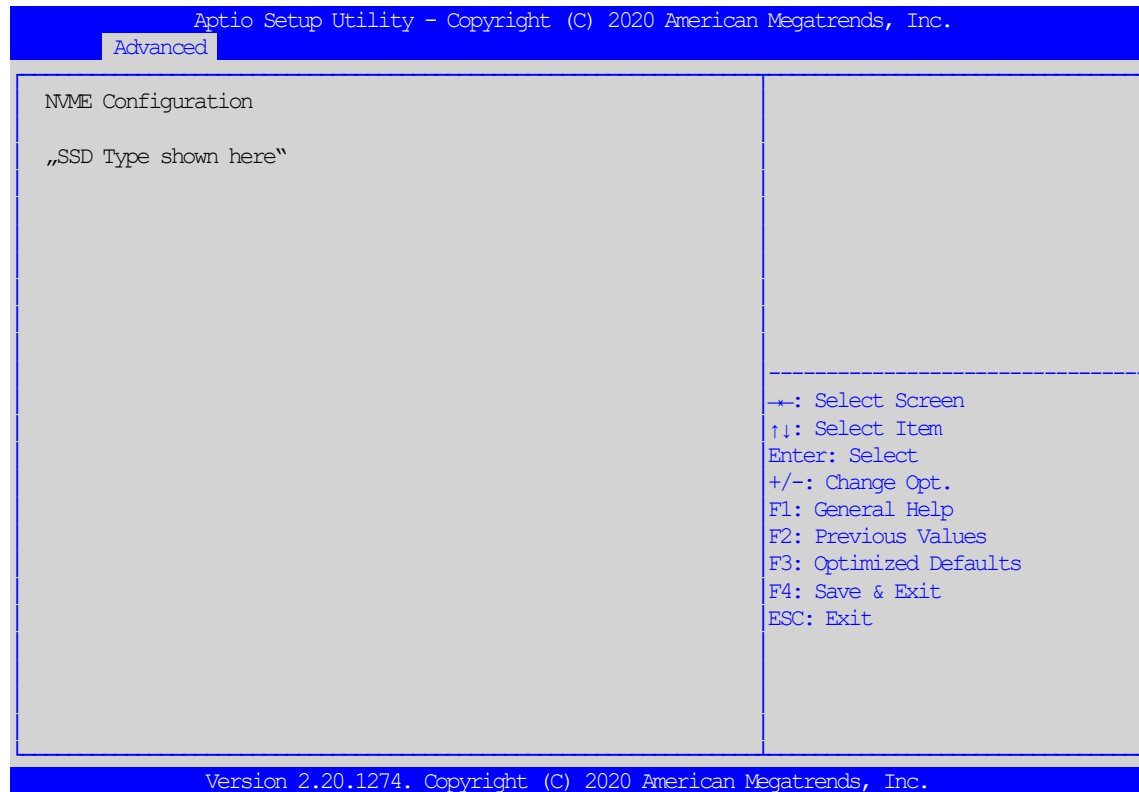 Aptio Setup Utility – Copyright (C) 2020 American Megatrends, Inc.
Advanced
NVME Configuration
„SSD Type shown here“
→←: Select Screen
↑↓: Select Item
Enter: Select
+/-: Change Opt.
F1: General Help
F2: Previous Values
F3: Optimized Defaults
F4: Save & Exit
ESC: Exit
Version 2.20.1274. Copyright (C) 2020 American Megatrends, Inc.